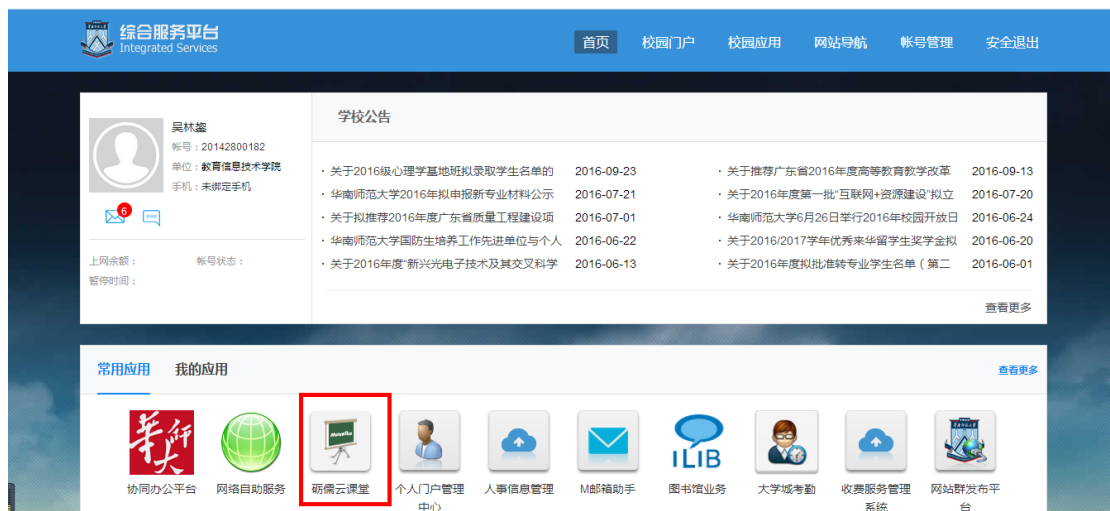 综合服务平台
Integrated Services
首页 校园门户 校园应用 网站导航 帐号管理 安全退出
吴林鋆
帐号：20142800182
单位：教育信息技术学院
手机：未绑定手机
6
上网余额： 帐号状态：
暂停时间：
学校公告
· 关于2016级心理学基地班拟录取学生名单的 2016-09-23
· 华南师范大学2016年拟申报新专业材料公示 2016-07-21
· 关于拟推荐2016年度广东省质量工程建设项 2016-07-01
· 华南师范大学国防生培养工作先进单位与个人 2016-06-22
· 关于2016年度“新兴光电子技术及其交叉科学 2016-06-13
· 关于推荐广东省2016年度高等教育教学改革 2016-09-13
· 关于2016年度第一批“互联网+资源建设”拟立 2016-07-20
· 华南师范大学6月26日举行2016年校园开放日 2016-06-24
· 关于2016/2017学年优秀来华留学生奖学金拟 2016-06-20
· 关于2016年度拟批准转专业学生名单（第二 2016-06-01
查看更多
常用应用 我的应用 查看更多
华师大
iLIB
协同办公平台 网络自助服务 砺儒云课堂 个人门户管理 人事信息管理 M邮箱助手 图书馆业务 大学城考勤 收费服务管理 网站群发布平
中心 系统 台